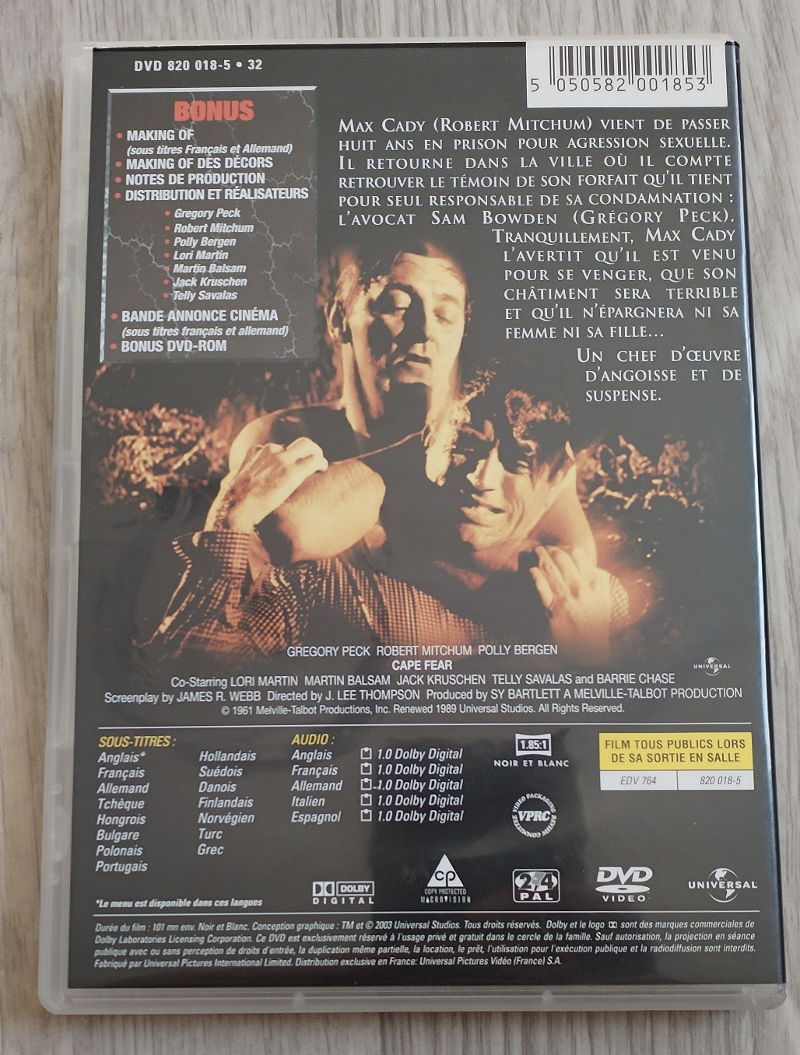 DVD 820 018-5 • 32
5 050582 001853
BONUS
• MAKING OF
(sous titres Français et Allemand)
• MAKING OF DES DÉCORS
• NOTES DE PRODUCTION
• DISTRIBUTION ET RÉALISATEURS
• Gregory Peck
• Robert Mitchum
• Polly Bergen
• Lori Martin
• Martin Balsam
• Jack Kruschen
• Telly Savalas
• BANDE ANNONCE CINÉMA
(sous titres français et allemand)
• BONUS DVD-ROM
MAX CADY (ROBERT MITCHUM) VIENT DE PASSER
HUIT ANS EN PRISON POUR AGRESSION SEXUELLE.
IL RETOURNE DANS LA VILLE OÙ IL COMPTE
RETROUVER LE TÉMOIN DE SON FORFAIT QU'IL TIENT
POUR SEUL RESPONSABLE DE SA CONDAMNATION :
L'AVOCAT SAM BOWDEN (GRÉGORY PECK).
TRANQUILLEMENT, MAX CADY
L'AVERTIT QU'IL EST VENU
POUR SE VENGER, QUE SON
CHÂTIMENT SERA TERRIBLE
ET QU'IL N'ÉPARGNERA NI SA
FEMME NI SA FILLE...
UN CHEF D'ŒUVRE
D'ANGOISSE ET DE
SUSPENSE.
GREGORY PECK ROBERT MITCHUM POLLY BERGEN
CAPE FEAR
UNIVERSAL
Co-Starring LORI MARTIN MARTIN BALSAM JACK KRUSCHEN TELLY SAVALAS and BARRIE CHASE
Screenplay by JAMES R. WEBB Directed by J. LEE THOMPSON Produced by SY BARTLETT A MELVILLE-TALBOT PRODUCTION
© 1961 Melville-Talbot Productions, Inc. Renewed 1989 Universal Studios. All Rights Reserved.
SOUS-TITRES :
Anglais*
Français
Allemand
Tchèque
Hongrois
Bulgare
Polonais
Portugais
Hollandais
Suédois
Danois
Finlandais
Norvégien
Turc
Grec
*Le menu est disponible dans ces langues
AUDIO :
Anglais 1.0 Dolby Digital
Français 1.0 Dolby Digital
Allemand 1.0 Dolby Digital
Italien 1.0 Dolby Digital
Espagnol 1.0 Dolby Digital
1.85:1
NOIR ET BLANC
VIDEO PACKAGING REVIEW COMMITTEE
VPRC
FILM TOUS PUBLICS LORS
DE SA SORTIE EN SALLE
EDV 764 820 018-5
DOLBY
DIGITAL
CP
COPY PROTECTED
MACROVISION
2 4
PAL
DVD
VIDEO
UNIVERSAL
Durée du film : 101 mn env. Noir et Blanc. Conception graphique : TM et © 2003 Universal Studios. Tous droits réservés. Dolby et le logo DD sont des marques commerciales de
Dolby Laboratories Licensing Corporation. Ce DVD est exclusivement réservé à l'usage privé et gratuit dans le cercle de la famille. Sauf autorisation, la projection en séance
publique avec ou sans perception de droits d'entrée, la duplication même partielle, la location, le prêt, l'utilisation pour l'exécution publique et la radiodiffusion sont interdits.
Fabriqué par Universal Pictures International Limited. Distribution exclusive en France: Universal Pictures Vidéo (France) S.A.